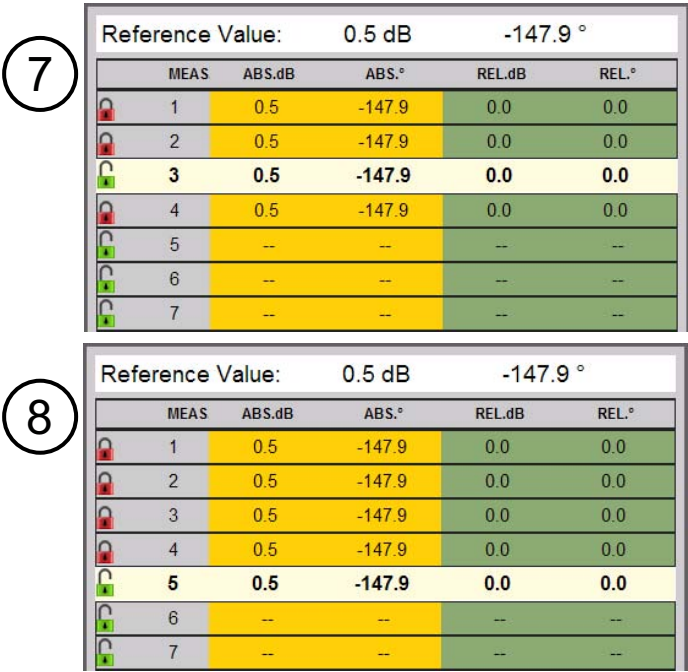 7
Reference Value: 0.5 dB -147.9 °
MEAS ABS.dB ABS.° REL.dB REL.°
1 0.5 -147.9 0.0 0.0
2 0.5 -147.9 0.0 0.0
3 0.5 -147.9 0.0 0.0
4 0.5 -147.9 0.0 0.0
5 -- -- -- --
6 -- -- -- --
7 -- -- -- --
8
Reference Value: 0.5 dB -147.9 °
MEAS ABS.dB ABS.° REL.dB REL.°
1 0.5 -147.9 0.0 0.0
2 0.5 -147.9 0.0 0.0
3 0.5 -147.9 0.0 0.0
4 0.5 -147.9 0.0 0.0
5 0.5 -147.9 0.0 0.0
6 -- -- -- --
7 -- -- -- --